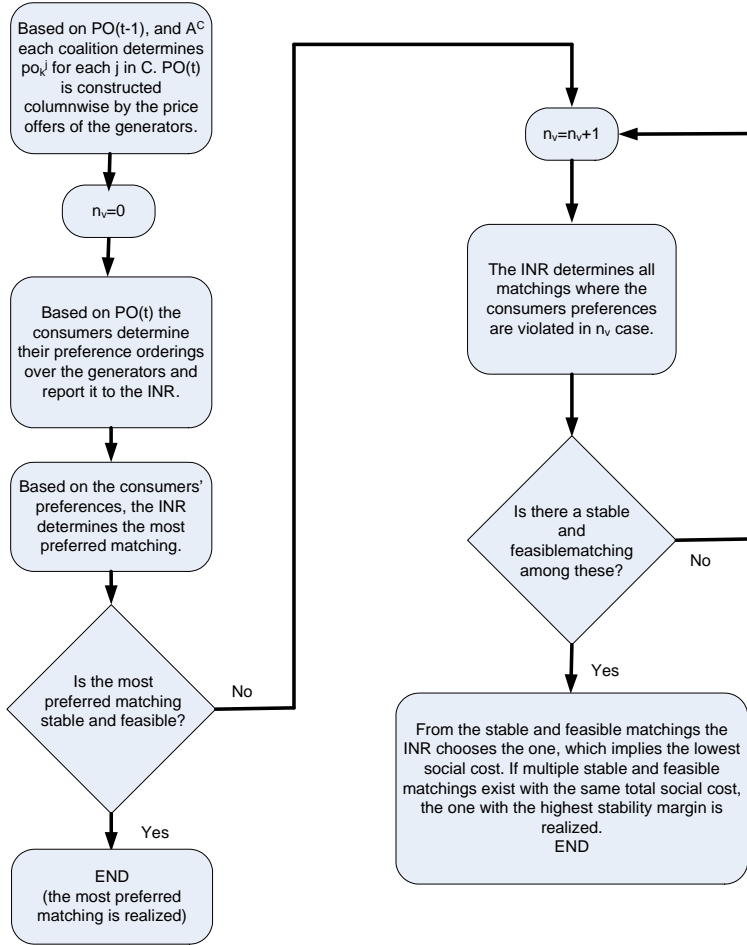 Based on PO(t-1), and Aᶜ
each coalition determines
poₖʲ for each j in C. PO(t)
is constructed
columnwise by the price
offers of the generators.
nᵥ=0
Based on PO(t) the
consumers determine
their preference orderings
over the generators and
report it to the INR.
Based on the consumers’
preferences, the INR
determines the most
preferred matching.
Is the most
preferred matching
stable and feasible?
No
Yes
END
(the most preferred
matching is realized)
nᵥ=nᵥ+1
The INR determines all
matchings where the
consumers preferences
are violated in nᵥ case.
Is there a stable
and
feasiblematching
among these?
No
Yes
From the stable and feasible matchings the
INR chooses the one, which implies the lowest
social cost. If multiple stable and feasible
matchings exist with the same total social cost,
the one with the highest stability margin is
realized.
END